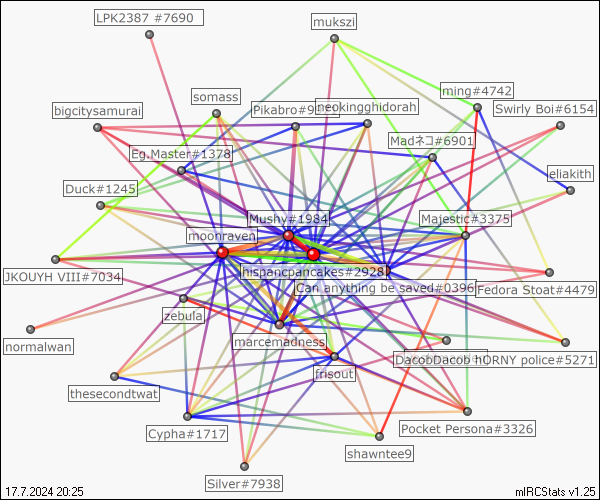 LPK2387 #7690
mukszi
ming#4742
somass
bigcitysamurai
Pikabro#9
neokingghidorah
Swirly Boi#6154
Madネコ#6901
Eg.Master#1378
eliakith
Duck#1245
Mushy#1984
Majestic#3375
moonraven
hispancpancakes#2928
JKOUYH VIII#7034
Can anything be saved#0396
Fedora Stoat#4479
zebula
marcemadness
normalwan
DacobDacob
hORNY police#5271
frisout
thesecondtwat
Cypha#1717
Pocket Persona#3326
shawntee9
Silver#7938
17.7.2024 20:25
mIRCStats v1.25